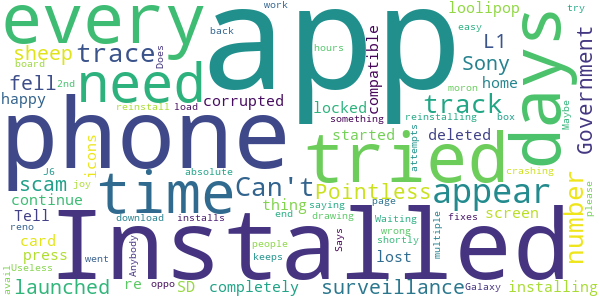 every
app
days
work
back
loolipop
easy
try
sheep
trace
Does
hours
compatible
Sony
L1
Government
board
fell
need
2nd
home
happy
icons
reinstall
load
corrupted
something
locked
track
reinstalling
box
Maybe
phone
tried
started
attempts
deleted
moron
crashing
J6
absolute
scam
joy
time
Can't
Pointless
appear
number
please
continue
thing
saying
page
download
installs
end
drawing
Waiting
fixes
Tell
Installed
wrong
screen
reno
card
press
went
Anybody
people
keeps
Says
shortly
lost
multiple
avail
Useless
launched
re
oppo
SD
completely
surveillance
Galaxy
installing